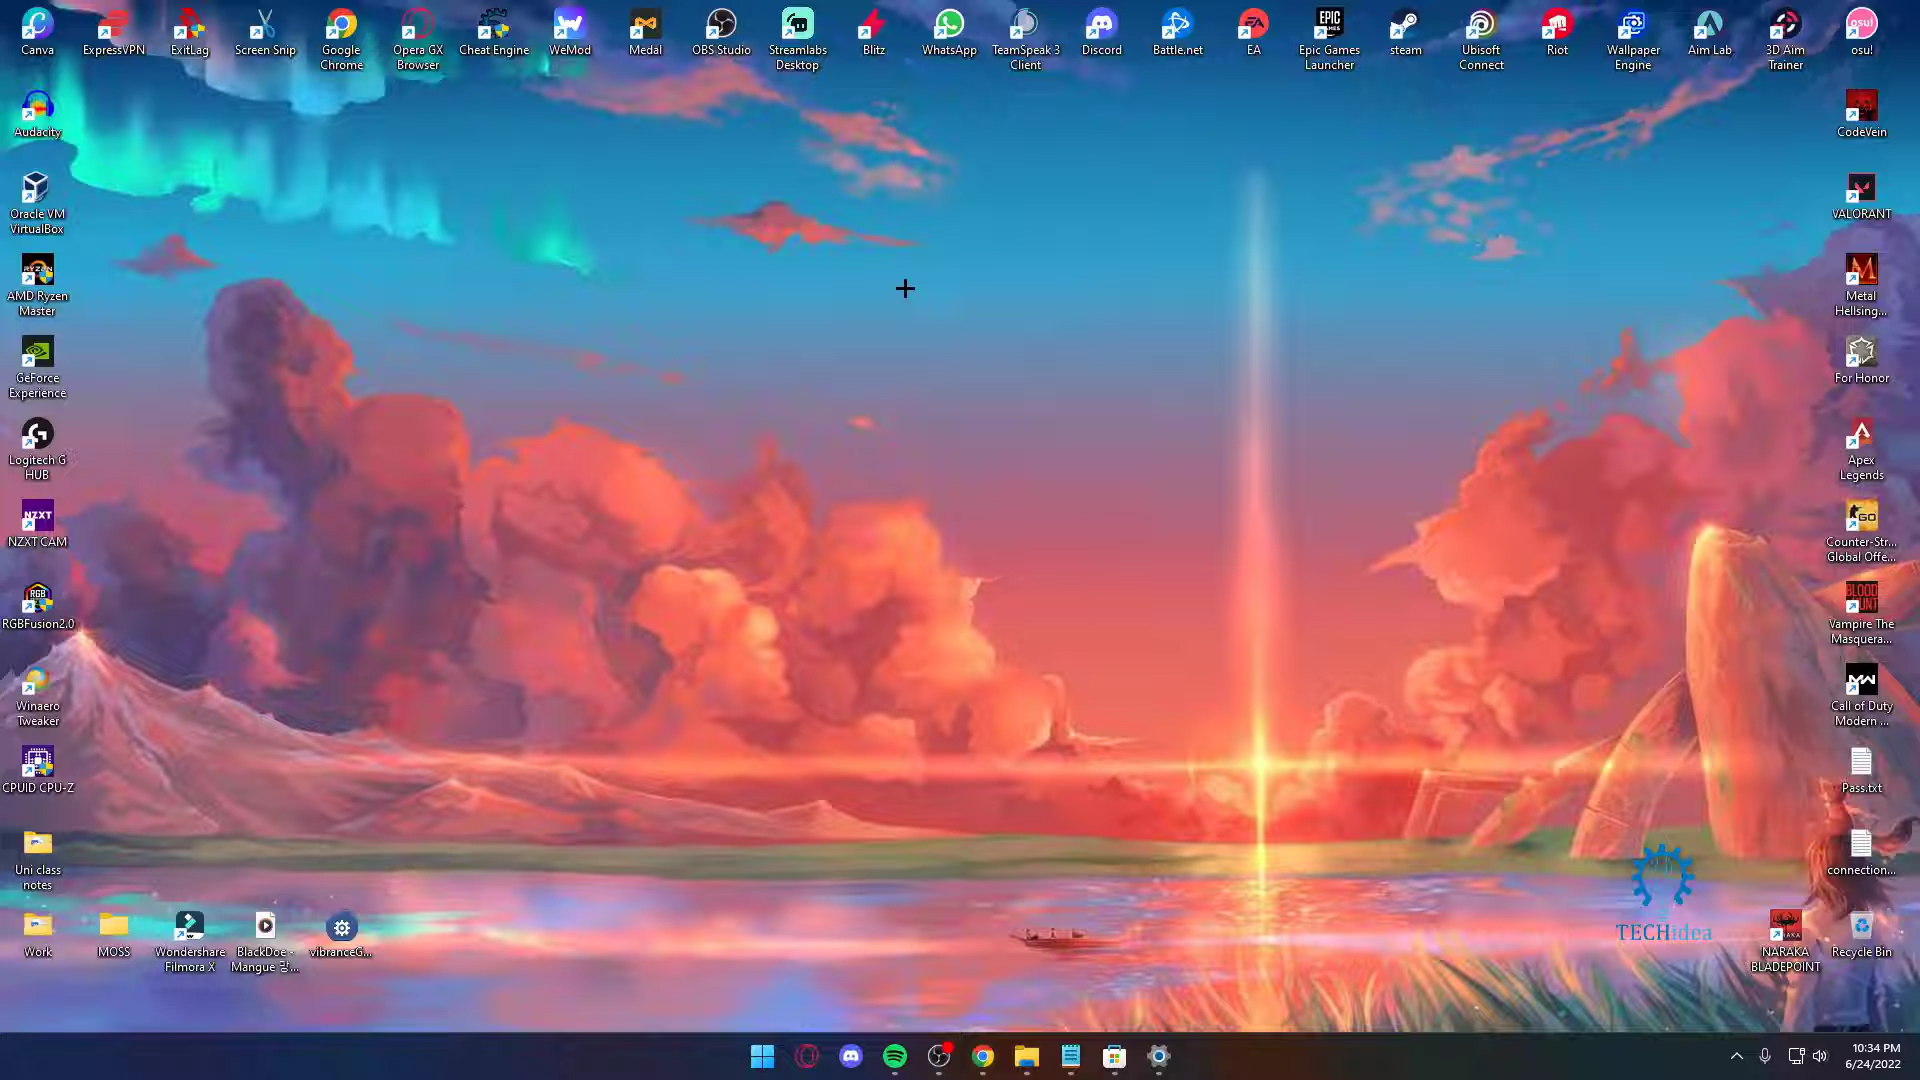 Canva
ExpressVPN
ExitLag
Screen Snip
Google
Chrome
Opera GX
Browser
Cheat Engine
WeMod
Medal
OBS Studio
Streamlabs
Desktop
Blitz
WhatsApp
TeamSpeak 3
Client
Discord
Battle.net
EA
Epic Games
Launcher
steam
Ubisoft
Connect
Riot
Wallpaper
Engine
Aim Lab
3D Aim
Trainer
osu!
Audacity
CodeVein
Oracle VM
VirtualBox
VALORANT
AMD Ryzen
Master
Metal
Hellsing...
GeForce
Experience
For Honor
Logitech G
HUB
Apex
Legends
NZXT CAM
Counter-Str...
Global Offe...
RGBFusion2.0
Vampire The
Masquera...
Winaero
Tweaker
Call of Duty
Modern ...
CPUID CPU-Z
Pass.txt
Uni class
notes
connection...
Work
MOSS
Wondershare
Filmora X
BlackDoe -
vibranceG...
TECHidea
NARAKA
BLADEPOINT
Recycle Bin
10:34 PM
6/24/2022